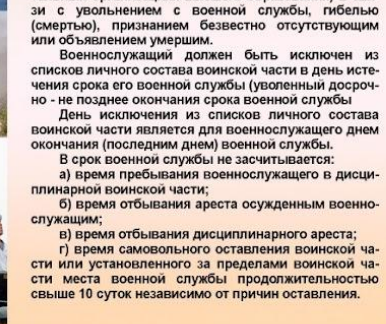 зи с увольнением с военной службы, гибелью
(смертью), признанием безвестно отсутствующим
или объявлением умершим.
Военнослужащий должен быть исключен из
списков личного состава воинской части в день исте-
чения срока его военной службы (уволенный досроч-
но - не позднее окончания срока военной службы
День исключения из списков личного состава
воинской части является для военнослужащего днем
окончания (последним днем) военной службы.
В срок военной службы не засчитывается:
а) время пребывания военнослужащего в дисци-
плинарной воинской части;
б) время отбывания ареста осужденным военно-
служащим;
в) время отбывания дисциплинарного ареста;
г) время самовольного оставления воинской ча-
сти или установленного за пределами воинской ча-
сти места военной службы продолжительностью
свыше 10 суток независимо от причин оставления.